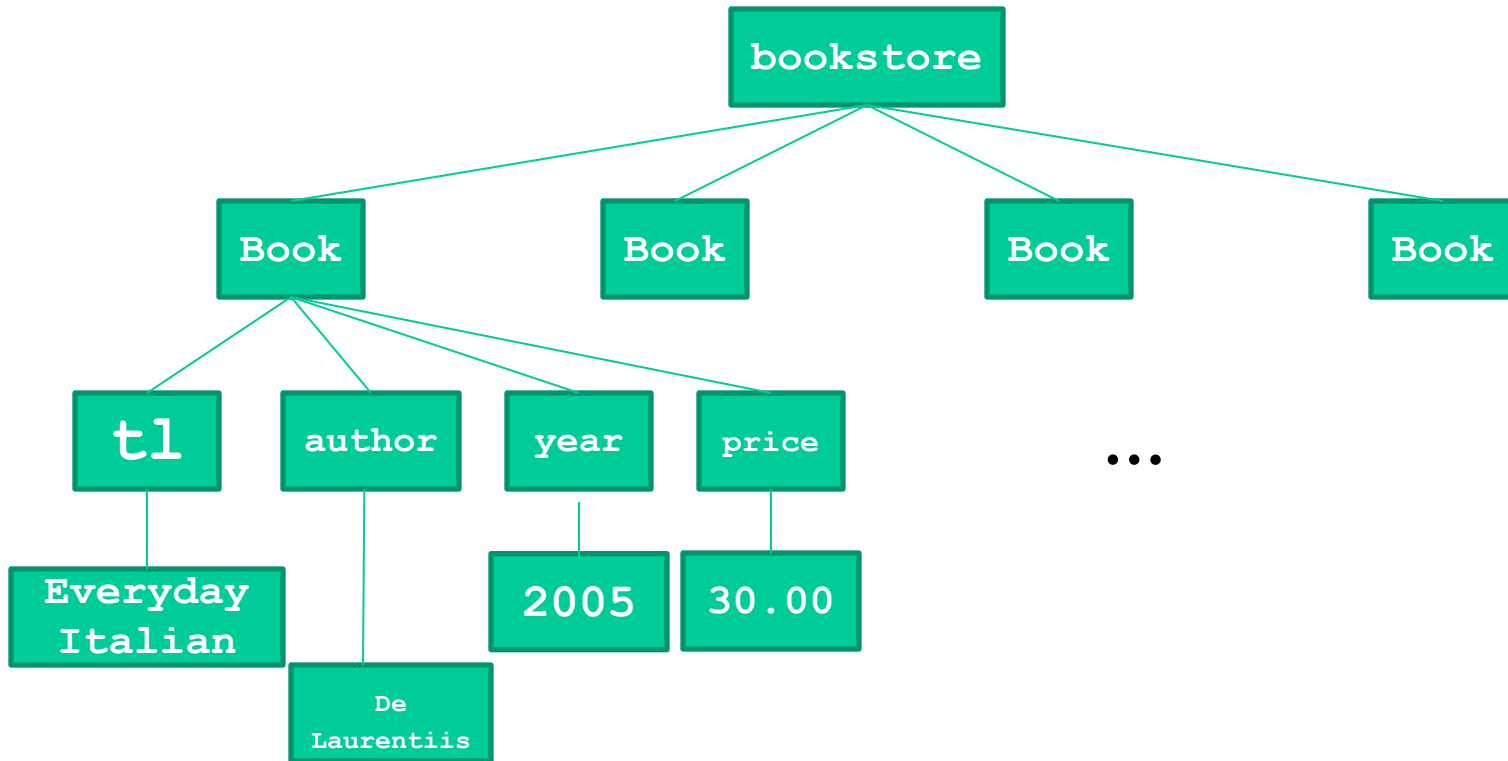 bookstore
Book
Book
Book
Book
tl
author
year
price
...
Everyday
Italian
2005
30.00
De
Laurentiis